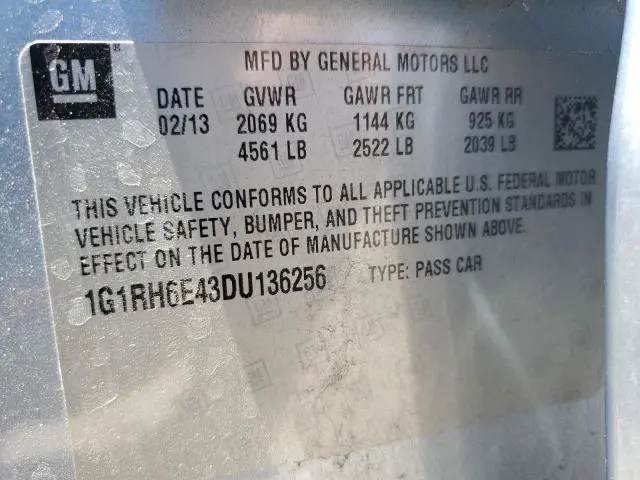 GM
MFD BY GENERAL MOTORS LLC
DATE GVWR GAWR FRT GAWR RR
02/13 2069 KG 1144 KG 925 KG
4561 LB 2522 LB 2039 LB
THIS VEHICLE CONFORMS TO ALL APPLICABLE U.S. FEDERAL MOTOR
VEHICLE SAFETY, BUMPER, AND THEFT PREVENTION STANDARDS IN
EFFECT ON THE DATE OF MANUFACTURE SHOWN ABOVE.
1G1RH6E43DU136256 TYPE: PASS CAR